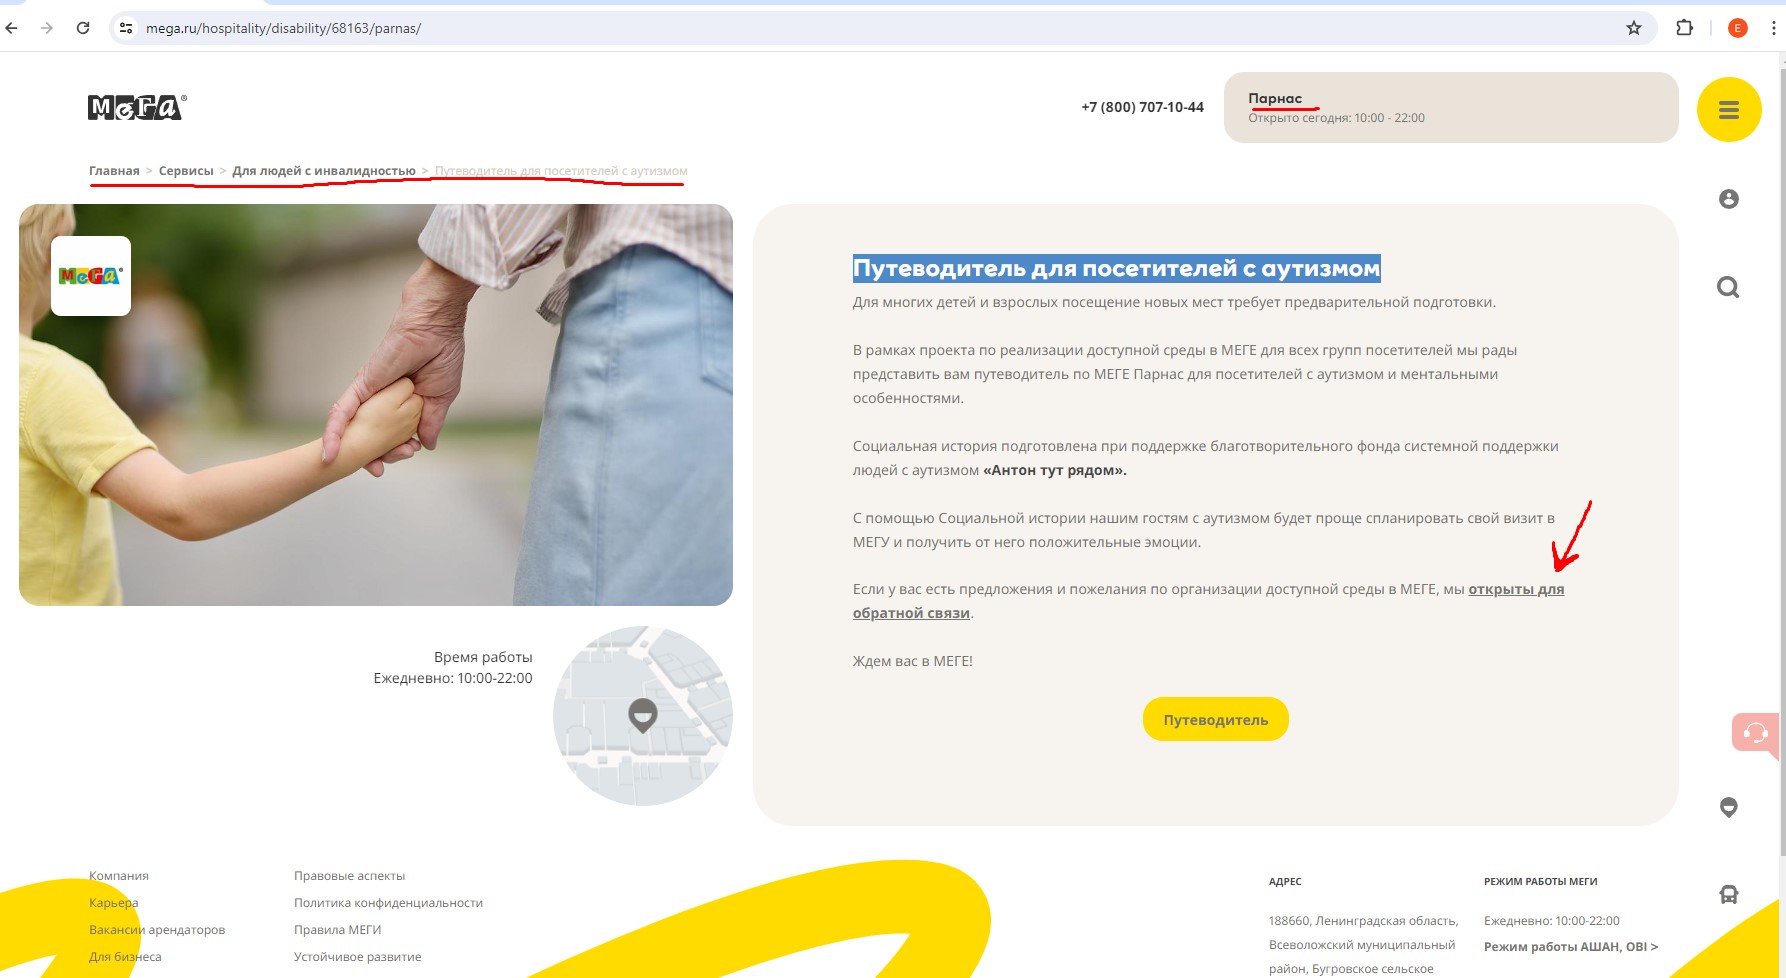 mega.ru/hospitality/disability/68163/parnas/
E
МЕГА®
+7 (800) 707-10-44
Парнас
Открыто сегодня: 10:00 - 22:00
Главная > Сервисы > Для людей с инвалидностью > Путеводитель для посетителей с аутизмом
МЕГА®
Путеводитель для посетителей с аутизмом
Для многих детей и взрослых посещение новых мест требует предварительной подготовки.
В рамках проекта по реализации доступной среды в МЕГЕ для всех групп посетителей мы рады
представить вам путеводитель по МЕГЕ Парнас для посетителей с аутизмом и ментальными
особенностями.
Социальная история подготовлена при поддержке благотворительного фонда системной поддержки
людей с аутизмом «Антон тут рядом».
С помощью Социальной истории нашим гостям с аутизмом будет проще спланировать свой визит в
МЕГУ и получить от него положительные эмоции.
Если у вас есть предложения и пожелания по организации доступной среды в МЕГЕ, мы открыты для
обратной связи.
Ждем вас в МЕГЕ!
Путеводитель
Время работы
Ежедневно: 10:00-22:00
Компания
Карьера
Вакансии арендаторов
Для бизнеса
Правовые аспекты
Политика конфиденциальности
Правила МЕГИ
Устойчивое развитие
АДРЕС
188660, Ленинградская область,
Всеволожский муниципальный
район, Бугровское сельское
РЕЖИМ РАБОТЫ МЕГИ
Ежедневно: 10:00-22:00
Режим работы АШАН, OBI >